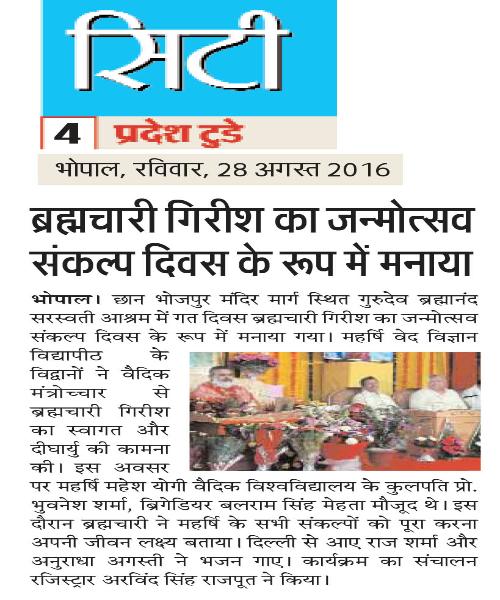 सिटी
4 प्रदेश टुडे
भोपाल, रविवार, 28 अगस्त 2016
ब्रह्मचारी गिरीश का जन्मोत्सव
संकल्प दिवस के रूप में मनाया
भोपाल। छान भोजपुर मंदिर मार्ग स्थित गुरुदेव ब्रह्मानंद
सरस्वती आश्रम में गत दिवस ब्रह्मचारी गिरीश का जन्मोत्सव
संकल्प दिवस के रूप में मनाया गया। महर्षि वेद विज्ञान
विद्यापीठ के
विद्वानों ने वैदिक
मंत्रोच्चार से
ब्रह्मचारी गिरीश
का स्वागत और
दीघार्यु की कामना
की। इस अवसर
पर महर्षि महेश योगी वैदिक विश्वविद्यालय के कुलपति प्रो.
भुवनेश शर्मा, ब्रिगेडियर बलराम सिंह मेहता मौजूद थे। इस
दौरान ब्रह्मचारी ने महर्षि के सभी संकल्पों को पूरा करना
अपनी जीवन लक्ष्य बताया। दिल्ली से आए राज शर्मा और
अनुराधा अगस्ती ने भजन गाए। कार्यक्रम का संचालन
रजिस्ट्रार अरविंद सिंह राजपूत ने किया।